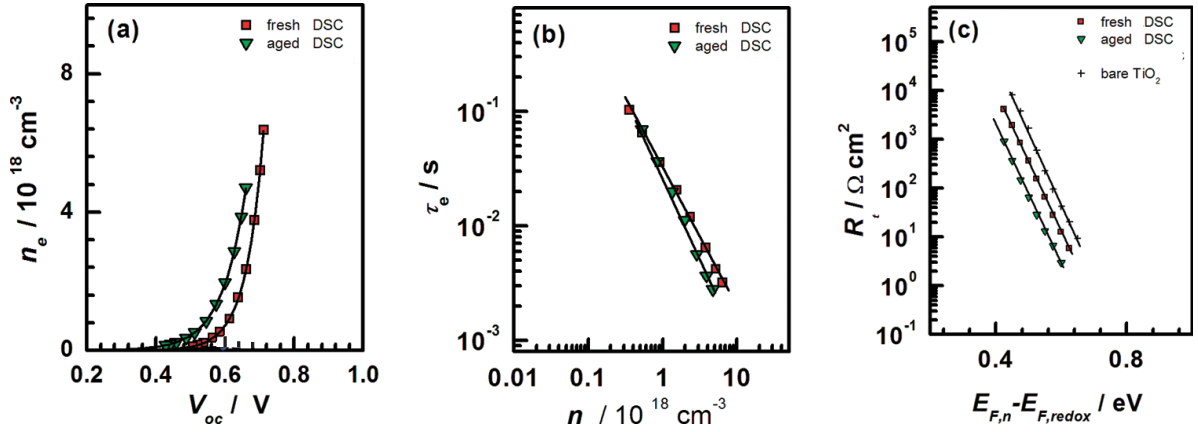 (a)
fresh DSC
aged DSC
8
4
0
0.2 0.4 0.6 0.8 1.0
n_e / 10^18 cm^-3
V_oc / V
(b)
fresh DSC
aged DSC
10^-1
10^-2
10^-3
0.01 0.1 1 10
τ_e / s
n / 10^18 cm^-3
(c)
fresh DSC
aged DSC
bare TiO_2
10^5
10^4
10^3
10^2
10^1
10^0
10^-1
0.4 0.8
R_t / Ω cm^2
E_F,n-E_F,redox / eV